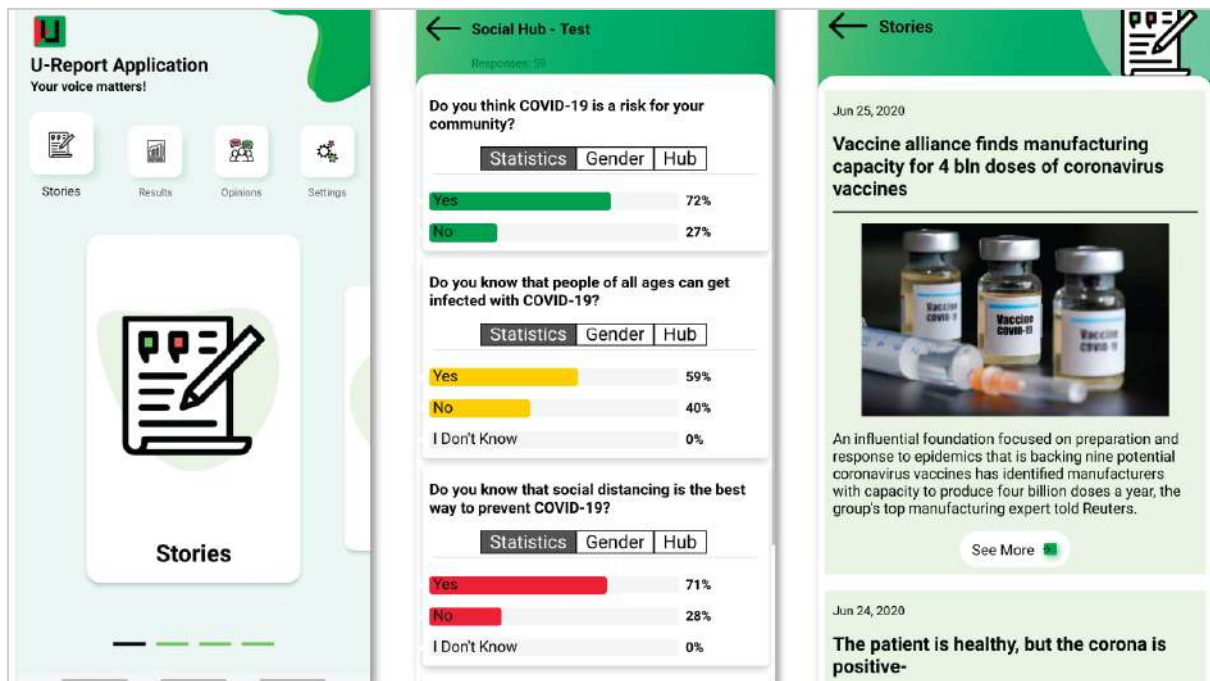 U
U-Report Application
Your voice matters!
Stories
Results
Opinions
Settings
Stories
Social Hub - Test
Responses: 59
Do you think COVID-19 is a risk for your
community?
Statistics Gender Hub
Yes 72%
No 27%
Do you know that people of all ages can get
infected with COVID-19?
Statistics Gender Hub
Yes 59%
No 40%
I Don't Know 0%
Do you know that social distancing is the best
way to prevent COVID-19?
Statistics Gender Hub
Yes 71%
No 28%
I Don't Know 0%
Stories
Jun 25, 2020
Vaccine alliance finds manufacturing
capacity for 4 bln doses of coronavirus
vaccines
Vaccine
COVID-19
Vaccine
COVID-19
Vaccine
COVID-19
An influential foundation focused on preparation and
response to epidemics that is backing nine potential
coronavirus vaccines has identified manufacturers
with capacity to produce four billion doses a year, the
group's top manufacturing expert told Reuters.
See More
Jun 24, 2020
The patient is healthy, but the corona is
positive-